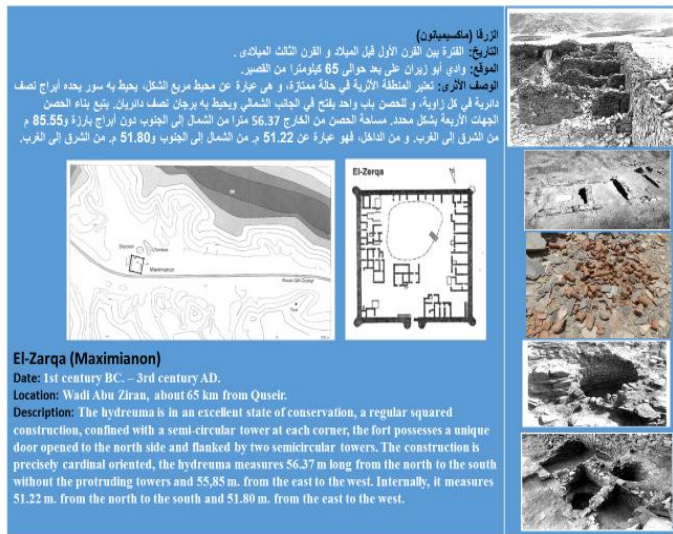 الزرقا (ماكسيميانون)
التاريخ: الفترة بين القرن الأول قبل الميلاد و القرن الثالث الميلادى .
الموقع: وادي أبو زيران على بعد حوالى 65 كيلومترا من القصير.
الوصف الأثرى: تعتبر المنطقة الأثرية في حالة ممتازة، و هى عبارة عن محيط مربع الشكل، يحيط به سور يحده أبراج نصف
دائرية في كل زاوية، و للحصن باب واحد يفتح في الجانب الشمالي ويحيط به برجان نصف دائريان. يتبع بناء الحصن
الجهات الأربعة بشكل محدد. مساحة الحصن من الخارج 56.37 مترا من الشمال إلى الجنوب دون أبراج بارزة و85.55 م
من الشرق إلى الغرب. و من الداخل، فهو عبارة عن 51.22 م. من الشمال إلى الجنوب و51.80 م. من الشرق إلى الغرب.
El-Zerqa
Maximianon
El-Zarqa (Maximianon)
Date: 1st century BC. – 3rd century AD.
Location: Wadi Abu Ziran, about 65 km from Quseir.
Description: The hydreuma is in an excellent state of conservation, a regular squared
construction, confined with a semi-circular tower at each corner, the fort possesses a unique
door opened to the north side and flanked by two semicircular towers. The construction is
precisely cardinal oriented, the hydreuma measures 56.37 m long from the north to the south
without the protruding towers and 55,85 m. from the east to the west. Internally, it measures
51.22 m. from the north to the south and 51.80 m. from the east to the west.